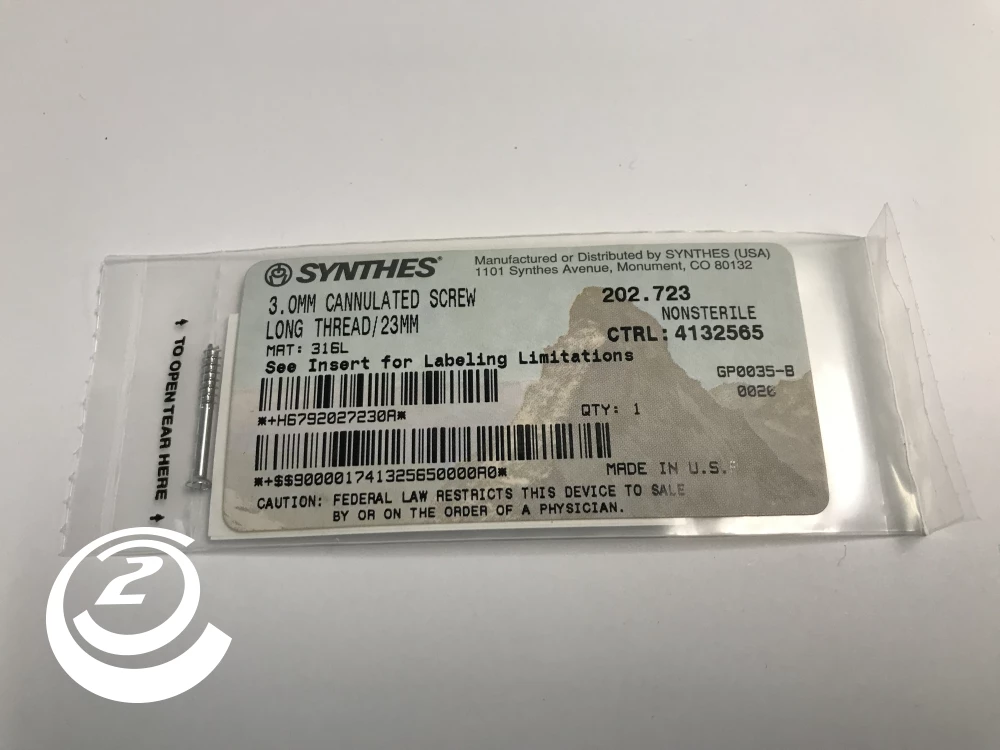 SYNTHES®
Manufactured or Distributed by SYNTHES (USA)
1101 Synthes Avenue, Monument, CO 80132
3.0MM CANNULATED SCREW
LONG THREAD/23MM
MAT: 316L
202.723
NONSTERILE
CTRL: 4132565
See Insert for Labeling Limitations
GP0035-B
*+H6792027230A*
QTY: 1
*+$$9000017413256500000A0*
MADE IN U.S.A
CAUTION: FEDERAL LAW RESTRICTS THIS DEVICE TO SALE
BY OR ON THE ORDER OF A PHYSICIAN.
TO OPEN TEAR HERE
2